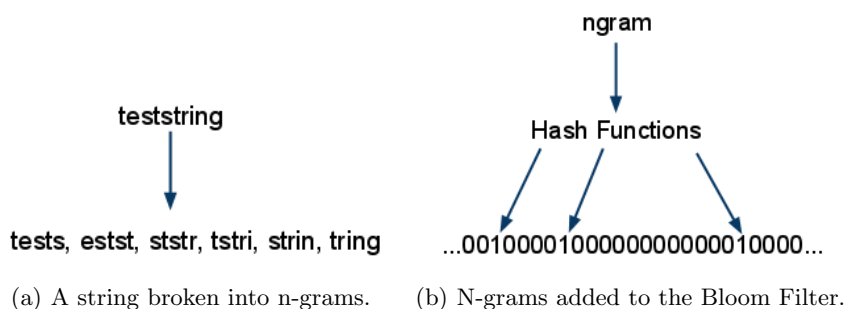 teststring
tests, estst, ststr, tstri, strin, tring
(a) A string broken into n-grams.
ngram
Hash Functions
...0010000100000000000010000...
(b) N-grams added to the Bloom Filter.